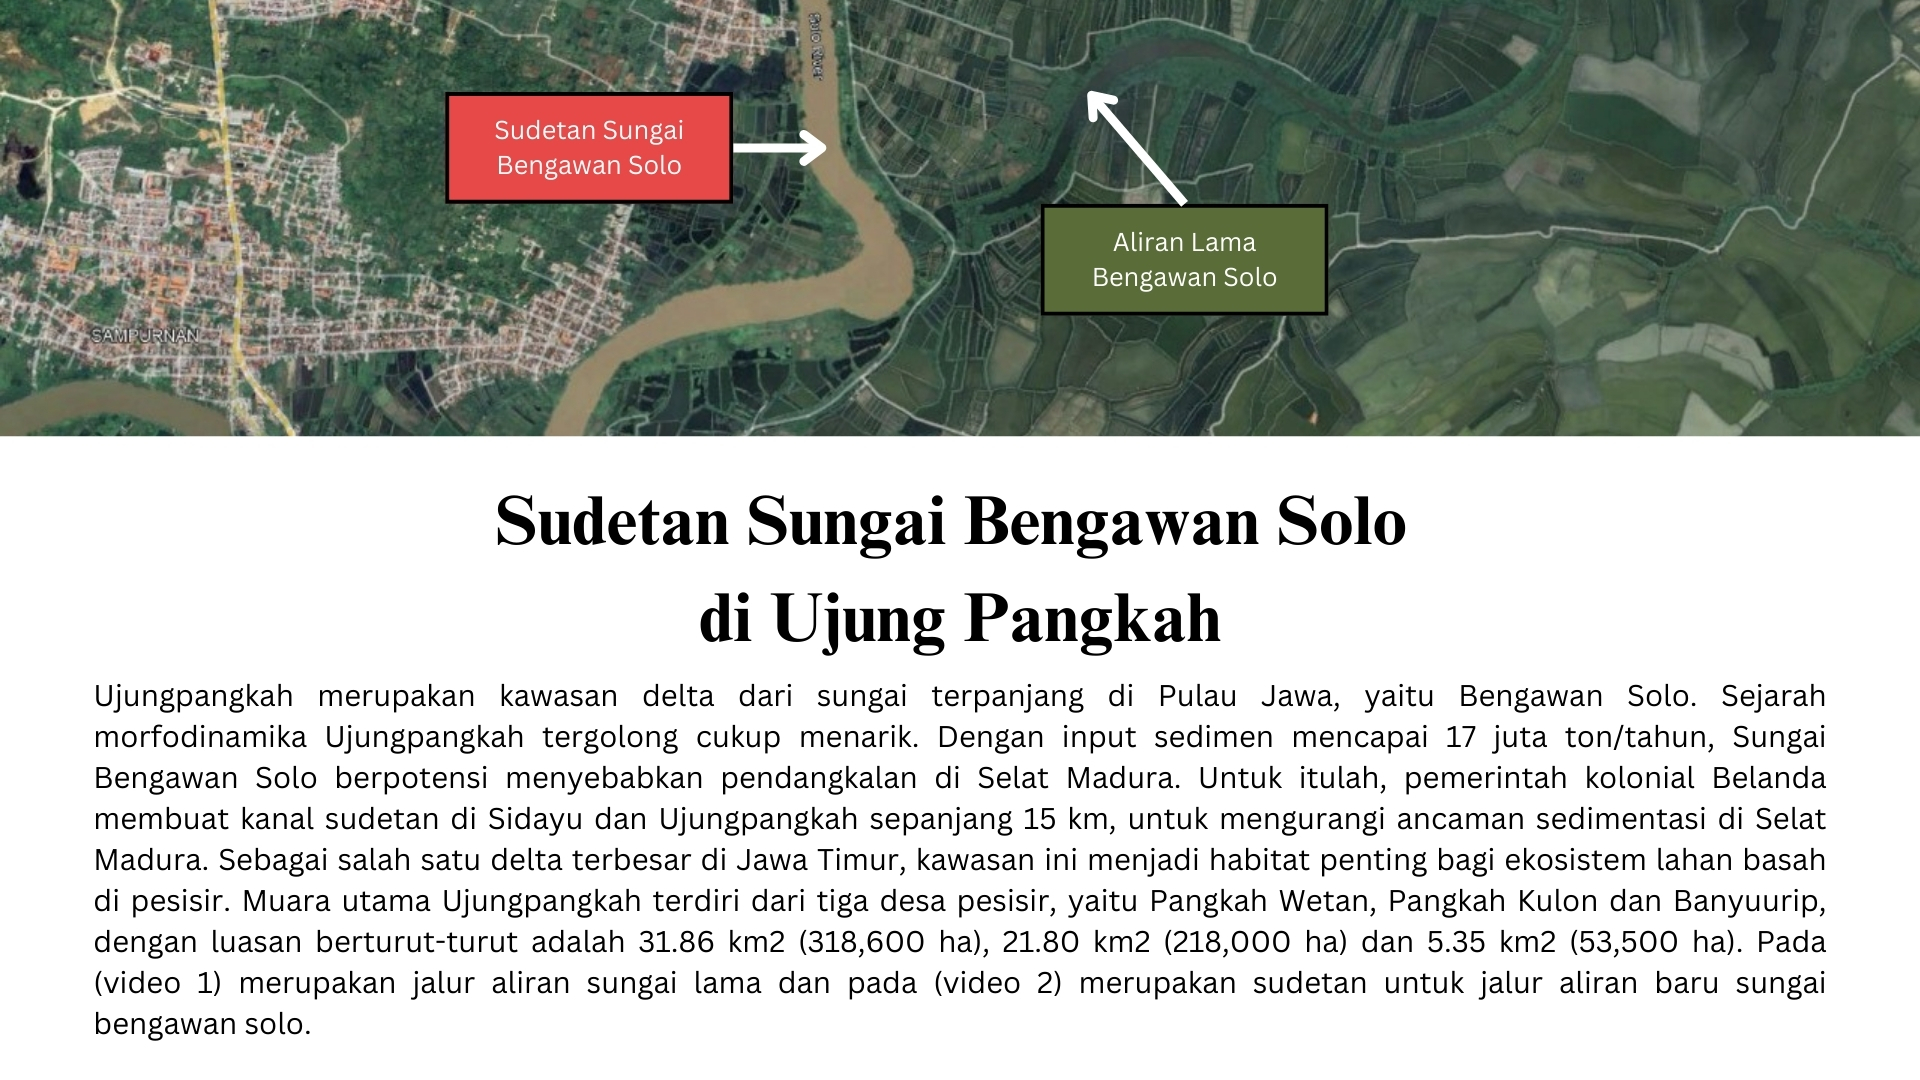 Solo River
Sudetan Sungai
Bengawan Solo
Aliran Lama
Bengawan Solo
SAMPURNAN
Sudetan Sungai Bengawan Solo
di Ujung Pangkah
Ujungpangkah merupakan kawasan delta dari sungai terpanjang di Pulau Jawa, yaitu Bengawan Solo. Sejarah
morfodinamika Ujungpangkah tergolong cukup menarik. Dengan input sedimen mencapai 17 juta ton/tahun, Sungai
Bengawan Solo berpotensi menyebabkan pendangkalan di Selat Madura. Untuk itulah, pemerintah kolonial Belanda
membuat kanal sudetan di Sidayu dan Ujungpangkah sepanjang 15 km, untuk mengurangi ancaman sedimentasi di Selat
Madura. Sebagai salah satu delta terbesar di Jawa Timur, kawasan ini menjadi habitat penting bagi ekosistem lahan basah
di pesisir. Muara utama Ujungpangkah terdiri dari tiga desa pesisir, yaitu Pangkah Wetan, Pangkah Kulon dan Banyuurip,
dengan luasan berturut-turut adalah 31.86 km2 (318,600 ha), 21.80 km2 (218,000 ha) dan 5.35 km2 (53,500 ha). Pada
(video 1) merupakan jalur aliran sungai lama dan pada (video 2) merupakan sudetan untuk jalur aliran baru sungai
bengawan solo.